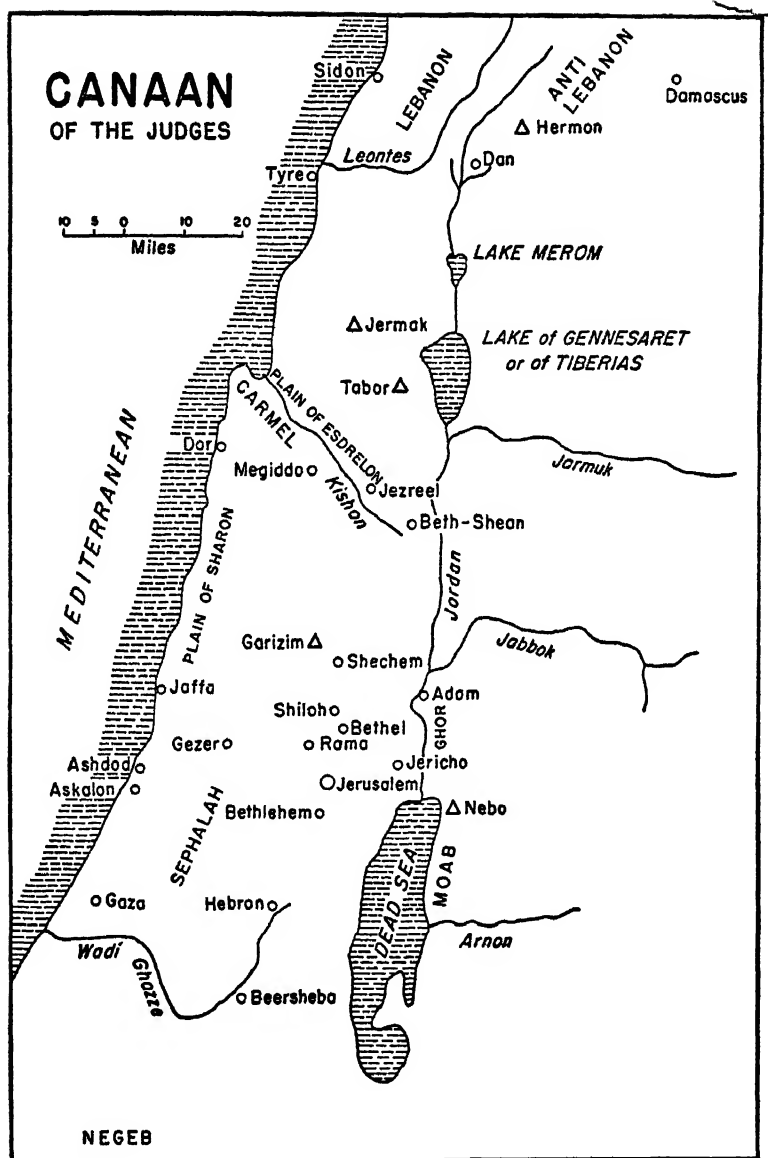 CANAAN
OF THE JUDGES
Sidon
LEBANON
ANTI
LEBANON
Damascus
Hermon
Leontes
Dan
Tyre
10 5 0 10 20
Miles
LAKE MEROM
Jermak
LAKE of GENNESARET
or of TIBERIAS
Tabor
PLAIN OF ESDRELON
CARMEL
MEDITERRANEAN
Dor
Megiddo
Jarmuk
Kishon
Jezreel
Beth-Shean
PLAIN OF SHARON
Jordan
Garizim
Jabbok
Shechem
Jaffa
Adam
Shiloh
GHOR
Bethel
Gezer
Rama
Jericho
Ashdod
Askalon
Jerusalem
Bethlehem
Nebo
SEPHALAH
MOAB
DEAD SEA
Gaza
Hebron
Arnon
Wadi
Ghazze
Beersheba
NEGEB